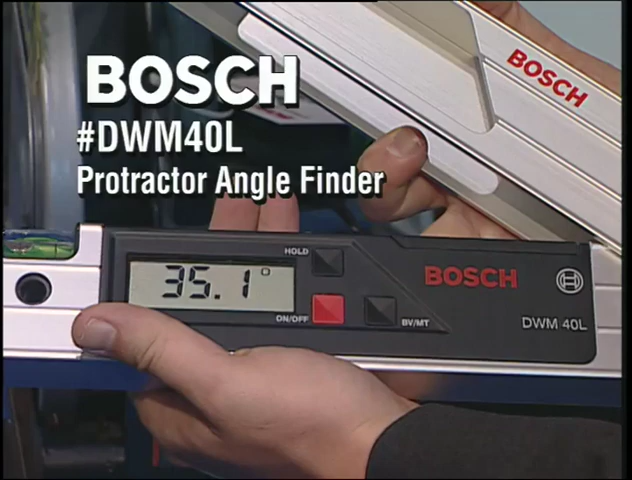 BOSCH
#DWM40L
Protractor Angle Finder
BOSCH
HOLD
35.1°
ON/OFF
BV/MT
BOSCH
DWM 40L